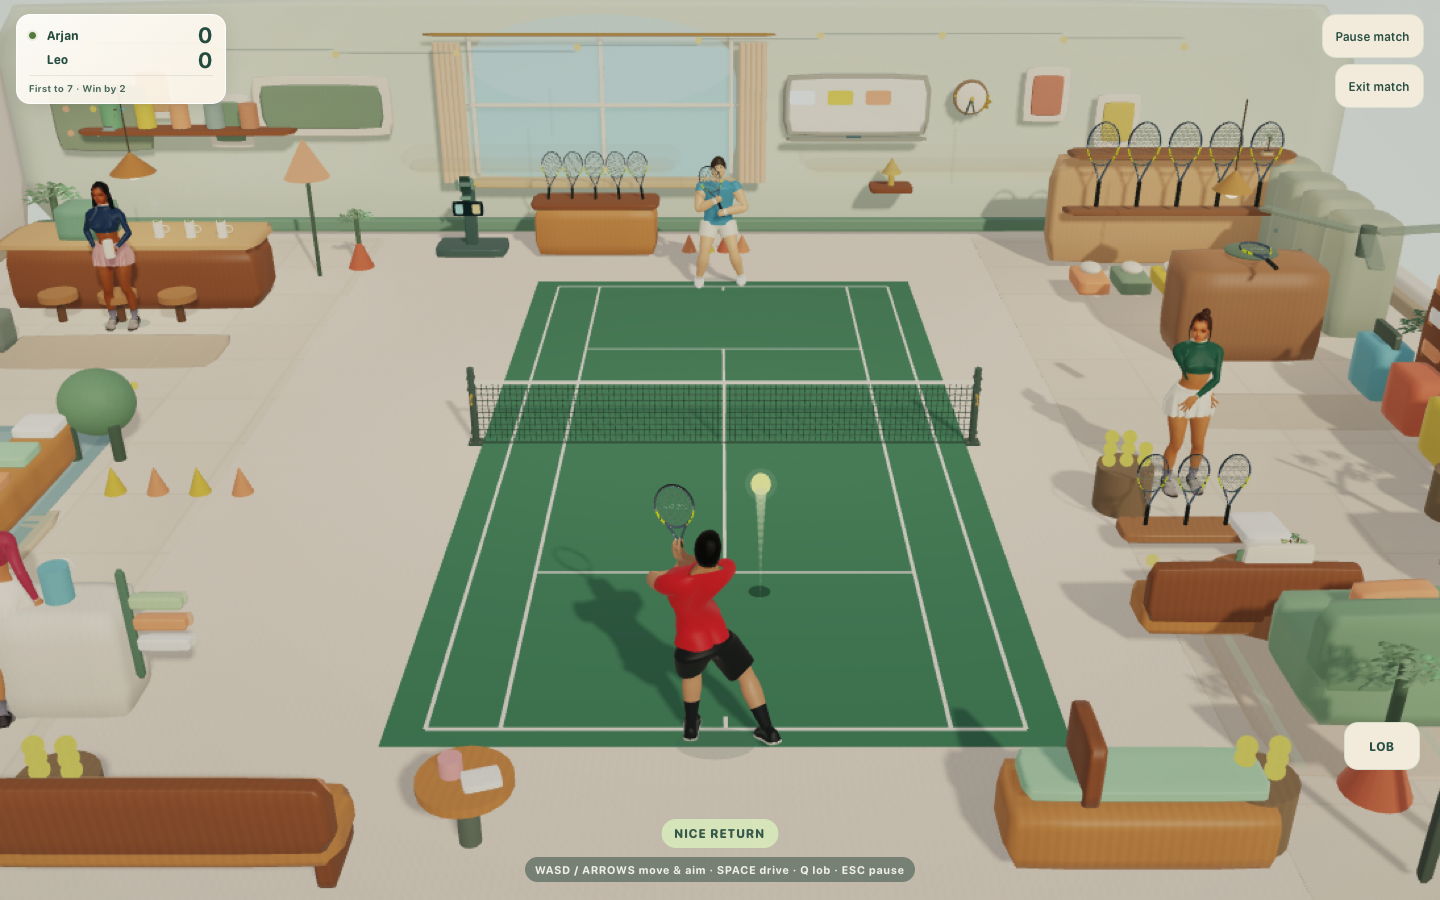 Arjan 0
Leo 0
First to 7 · Win by 2
Pause match
Exit match
LOB
NICE RETURN
WASD / ARROWS move & aim · SPACE drive · Q lob · ESC pause